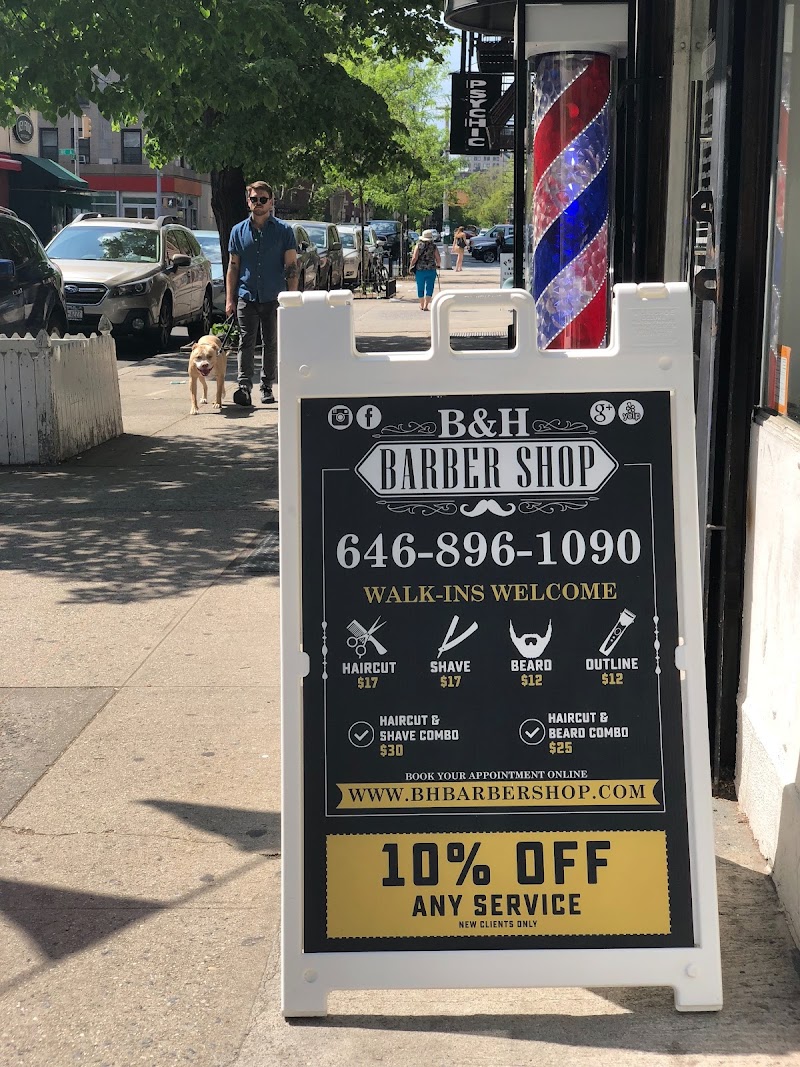 PSYCHIC
f
g+
yelp
B&H
BARBER SHOP
646-896-1090
WALK-INS WELCOME
HAIRCUT
$17
SHAVE
$17
BEARD
$12
OUTLINE
$12
HAIRCUT &
SHAVE COMBO
$30
HAIRCUT &
BEARD COMBO
$25
BOOK YOUR APPOINTMENT ONLINE
WWW.BHBARBERSHOP.COM
10% OFF
ANY SERVICE
NEW CLIENTS ONLY